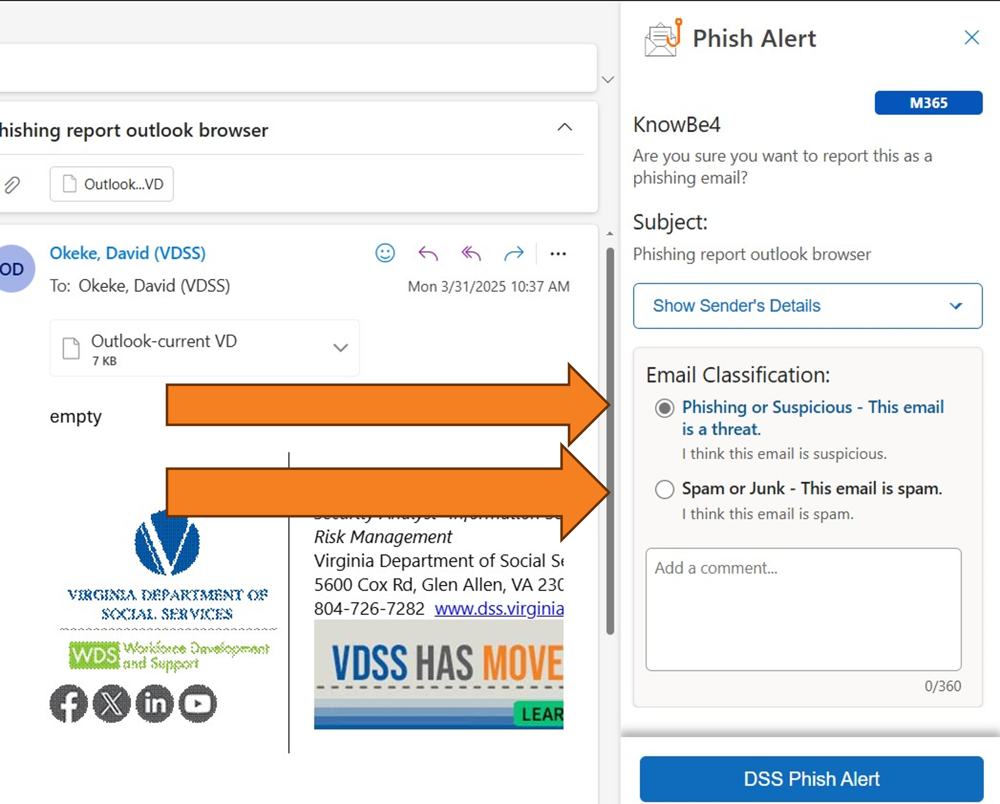 Phish Alert
M365
KnowBe4
Are you sure you want to report this as a
phishing email?
Subject:
Phishing report outlook browser
Show Sender's Details
Email Classification:
Phishing or Suspicious - This email
is a threat.
I think this email is suspicious.
Spam or Junk - This email is spam.
I think this email is spam.
Add a comment...
0/360
DSS Phish Alert
hishing report outlook browser
Outlook...VD
OD
Okeke, David (VDSS)
To: Okeke, David (VDSS)
Mon 3/31/2025 10:37 AM
Outlook-current VD
7 KB
empty
VIRGINIA DEPARTMENT OF
SOCIAL SERVICES
WDS Workforce Development
and Support
f X in
Security Analyst Information
Risk Management
Virginia Department of Social Se
5600 Cox Rd, Glen Allen, VA 230
804-726-7282 www.dss.virginia
VDSS HAS MOVE
LEAR